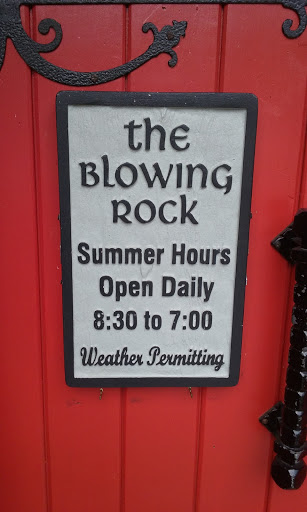 the
Blowing
Rock
Summer Hours
Open Daily
8:30 to 7:00
Weather Permitting